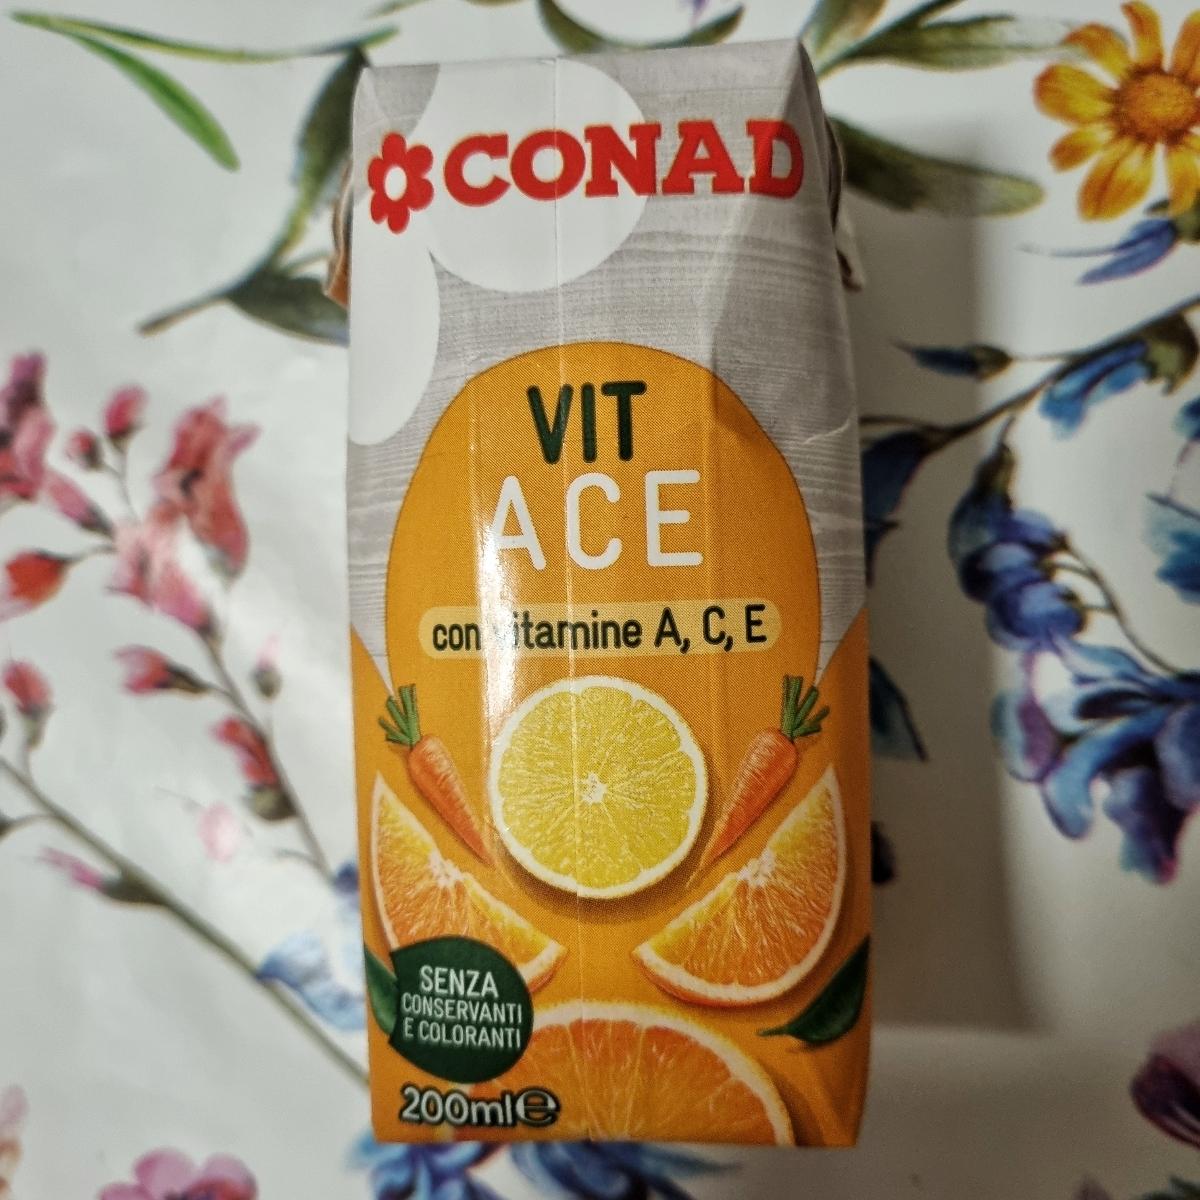 CONAD
VIT
ACE
con vitamine A, C, E
SENZA
CONSERVANTI
E COLORANTI
200ml e